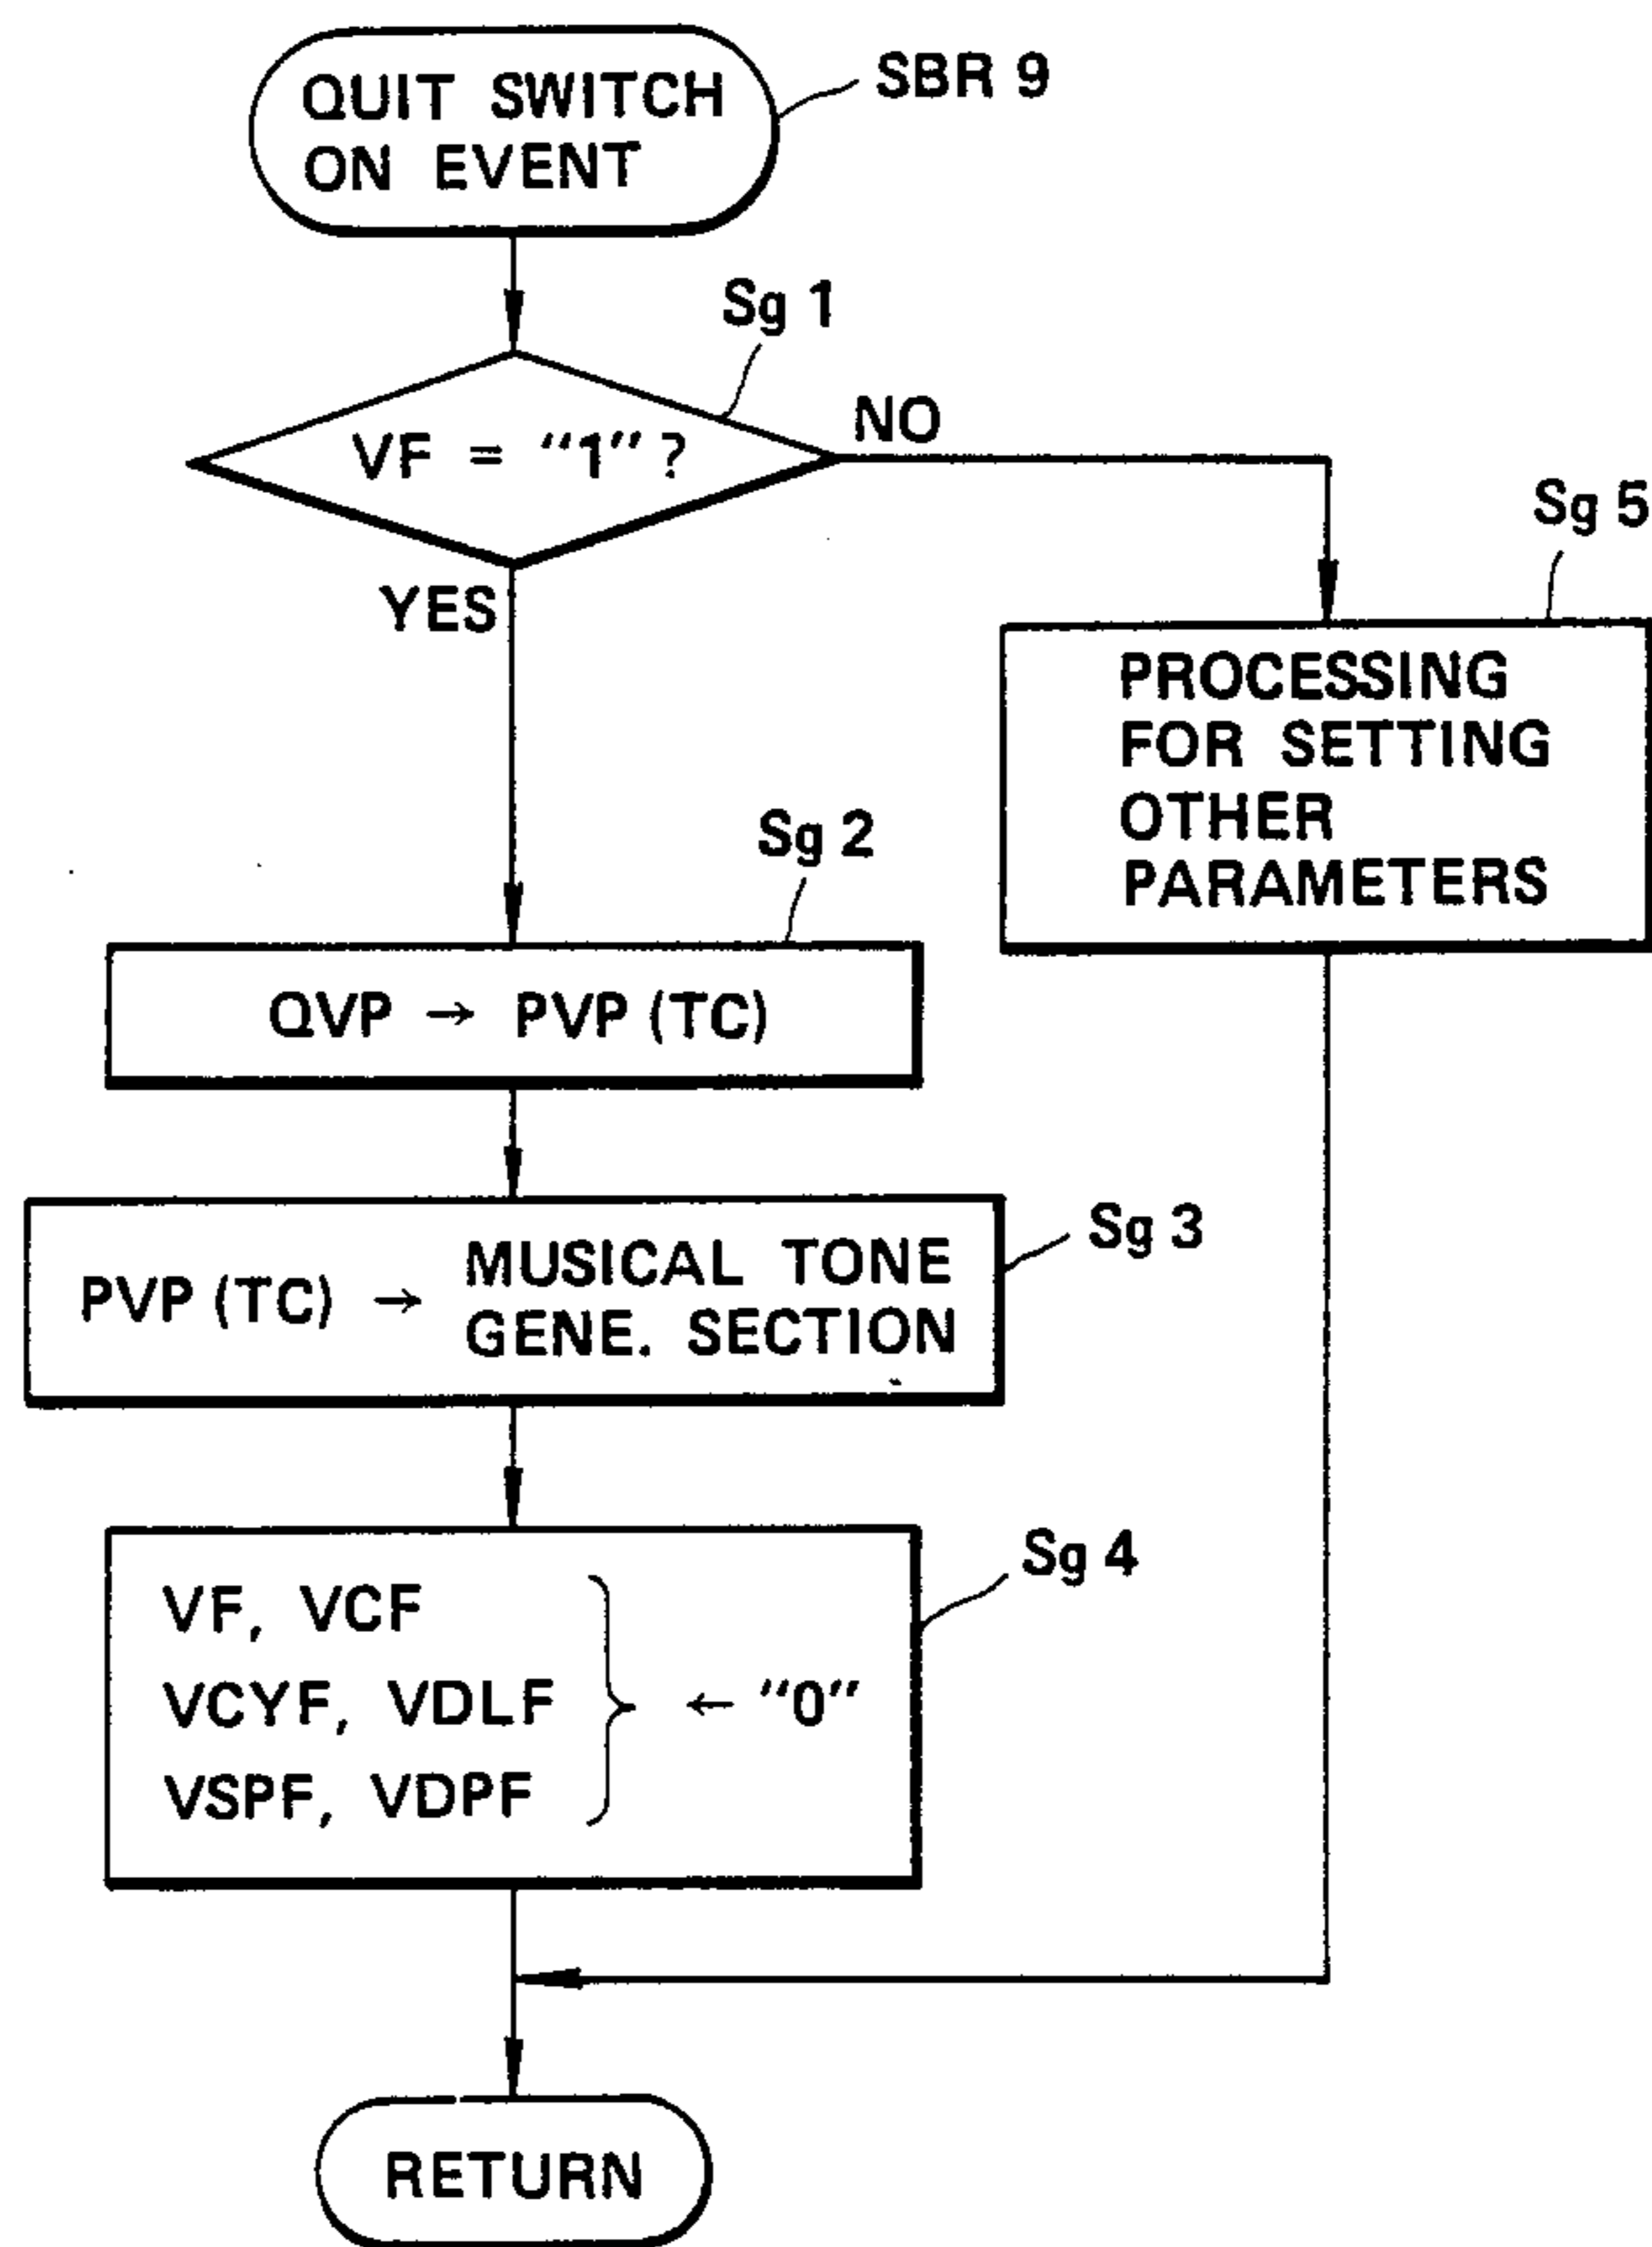 QUIT SWITCH
ON EVENT
SBR 9
Sg 1
VF = "1" ?
NO
YES
Sg 5
PROCESSING
FOR SETTING
OTHER
PARAMETERS
Sg 2
QVP → PVP (TC)
Sg 3
PVP (TC) → MUSICAL TONE
GENE. SECTION
Sg 4
VF, VCF
VCYF, VDLF } ← "0"
VSPF, VDPF
RETURN